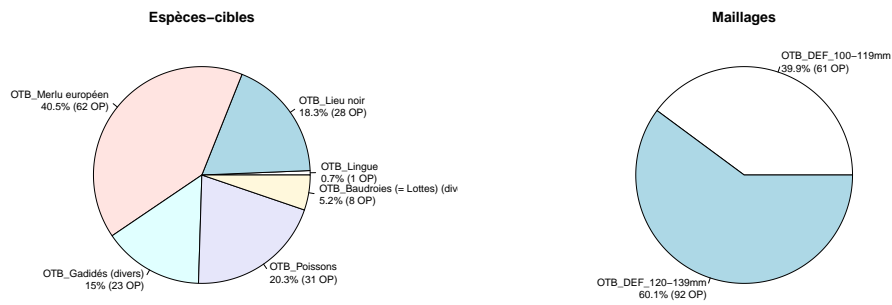 Espèces−cibles
OTB_Merlu européen
40.5% (62 OP)
OTB_Lieu noir
18.3% (28 OP)
OTB_Lingue
0.7% (1 OP)
OTB_Baudroies (= Lottes) (div
5.2% (8 OP)
OTB_Poissons
20.3% (31 OP)
OTB_Gadidés (divers)
15% (23 OP)
Maillages
OTB_DEF_100−119mm
39.9% (61 OP)
OTB_DEF_120−139mm
60.1% (92 OP)